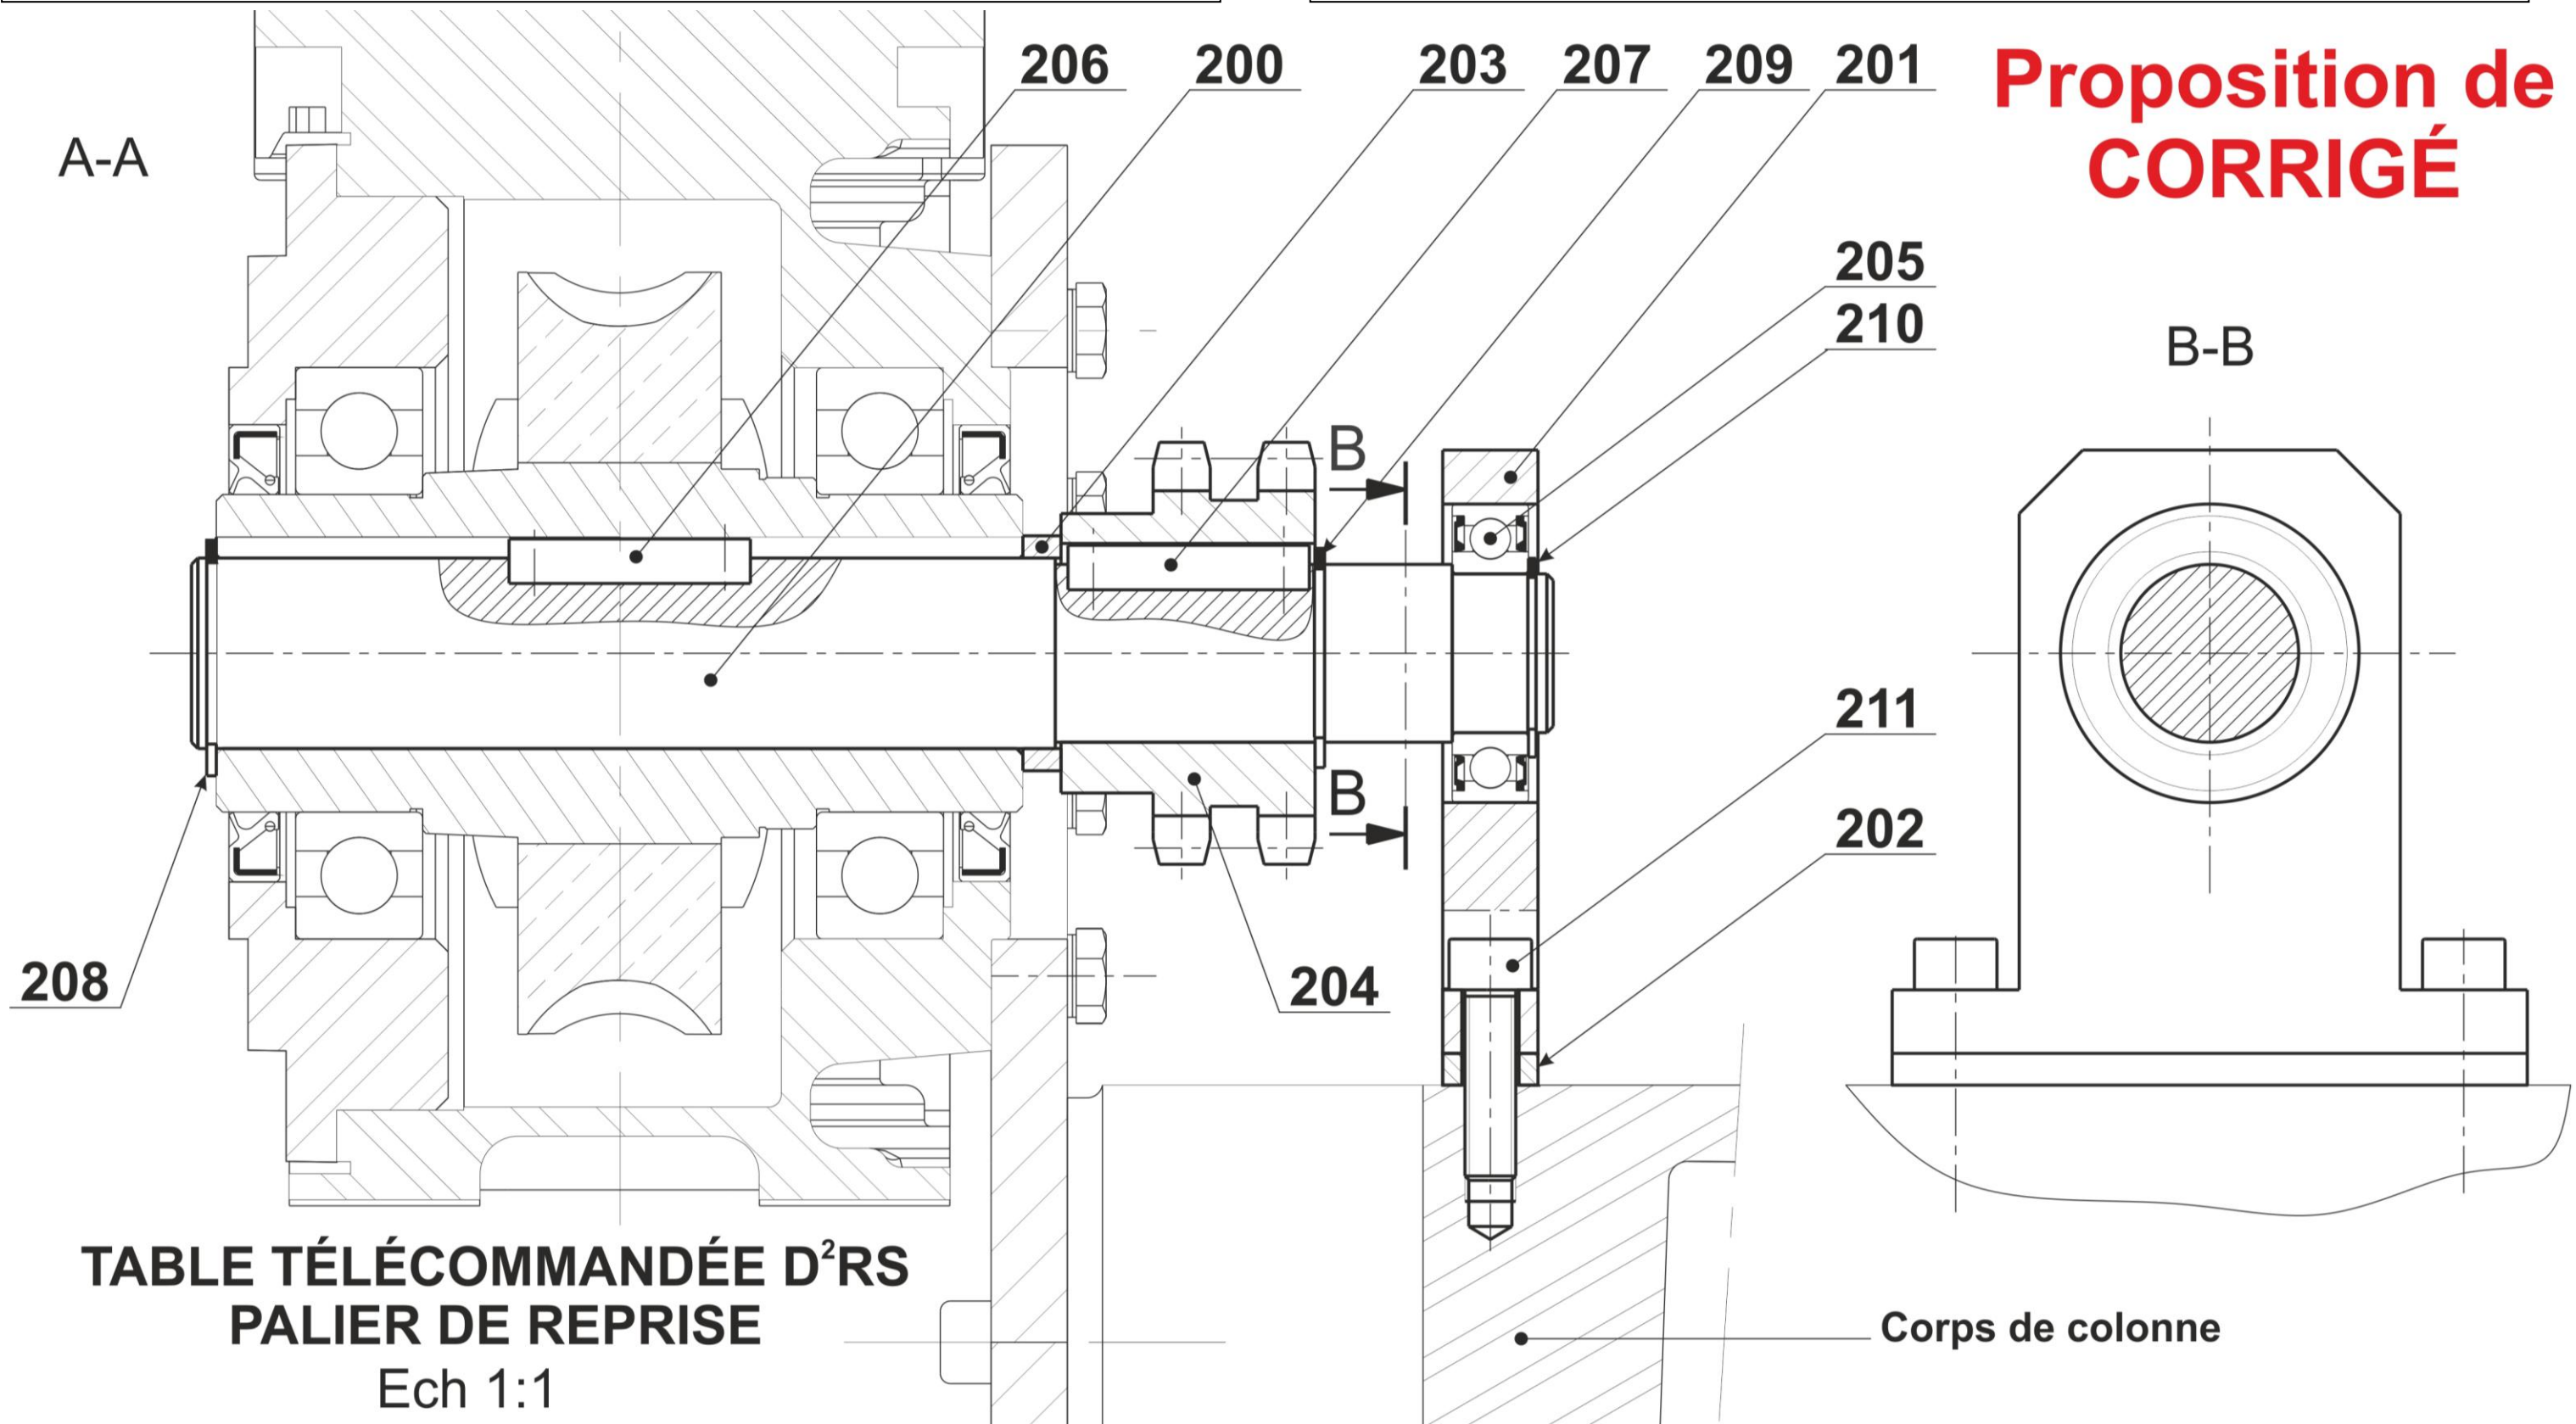 206 200 203 207 209 201
Proposition de
CORRIGÉ
A-A
205
210
B-B
B
211
B
202
208
204
TABLE TÉLÉCOMMANDÉE D²RS
PALIER DE REPRISE
Ech 1:1
Corps de colonne